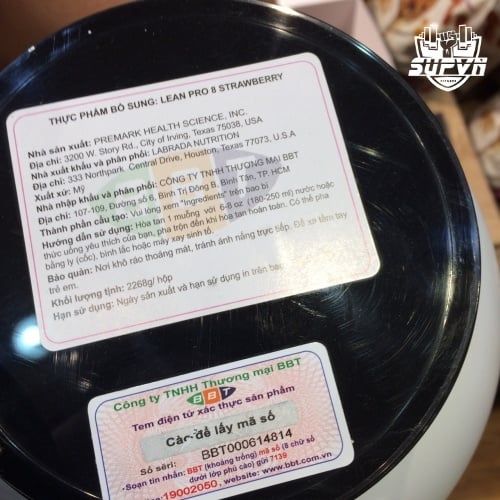 SUPVN
THỰC PHẨM BỔ SUNG: LEAN PRO 8 STRAWBERRY
Nhà sản xuất: PREMARK HEALTH SCIENCE, INC.
Địa chỉ: 3200 W. Story Rd., City of Irving, Texas 75038, USA
Nhà xuất khẩu và phân phối: LABRADA NUTRITION
Địa chỉ: 333 Northpark, Central Drive, Houston, Texas 77073, U.S.A
Xuất xứ: Mỹ
Nhà nhập khẩu và phân phối: CÔNG TY TNHH THƯƠNG MẠI BBT
Địa chỉ: 107-109, Đường số 6, Bình Trị Đông B, Bình Tân, TP. HCM
Thành phần cấu tạo: Vui lòng xem "Ingredients" trên bao bì
Hướng dẫn sử dụng: Hòa tan 1 muỗng với 6-8 oz (180-250 ml) nước hoặc
thức uống yêu thích của bạn, pha trộn đến khi hòa tan hoàn toàn. Có thể pha
bằng ly (cốc), bình lắc hoặc máy xay sinh tố.
Bảo quản: Nơi khô ráo thoáng mát, tránh ánh nắng trực tiếp. Để xa tầm tay
trẻ em.
Khối lượng tịnh: 2268g/ hộp
Hạn sử dụng: Ngày sản xuất và hạn sử dụng in trên bao
Công ty TNHH Thương mại BBT
BBT
Tem điện tử xác thực sản phẩm
Cào để lấy mã số
Số sêri: BBT000614814
-Soạn tin nhắn: BBT (khoảng trống) mã số (8 chữ số
dưới lớp phủ cào) gửi 7139
19002050, www.bbt.com.vn